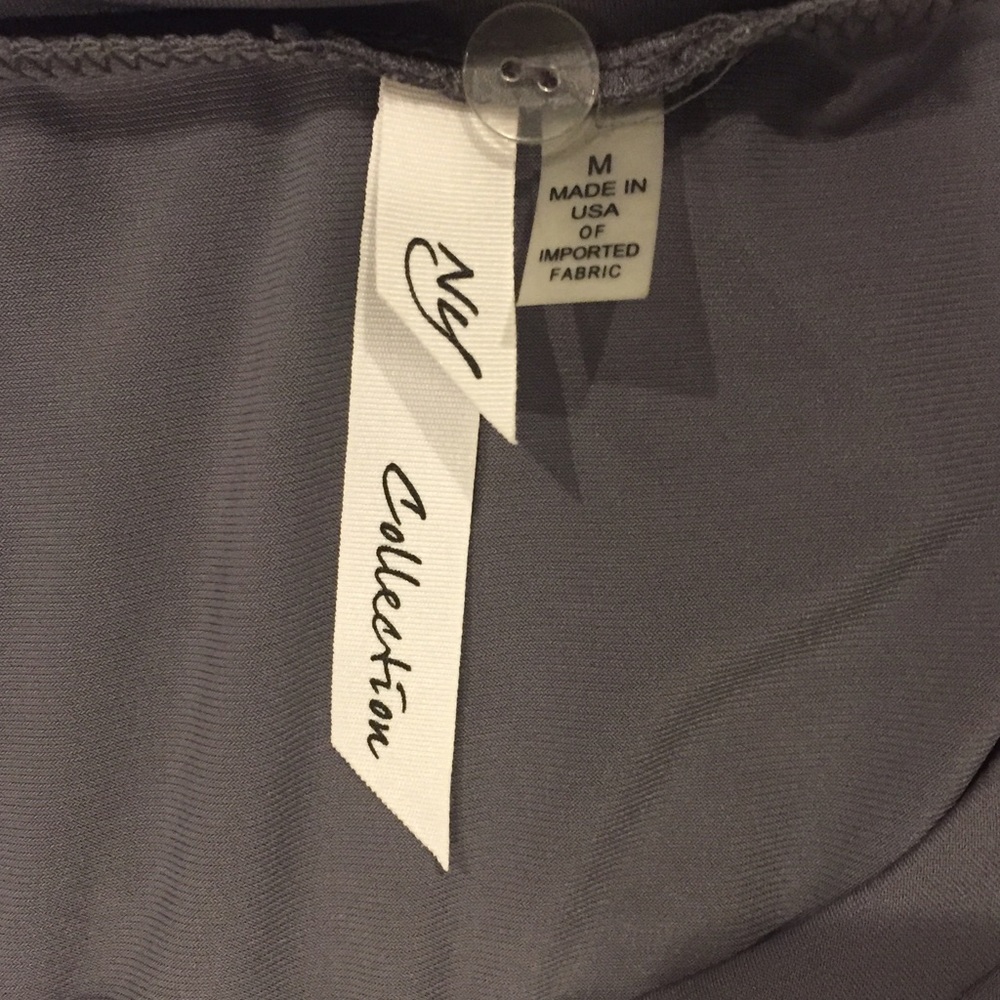 Ny
Collection
M
MADE IN
USA
OF
IMPORTED
FABRIC